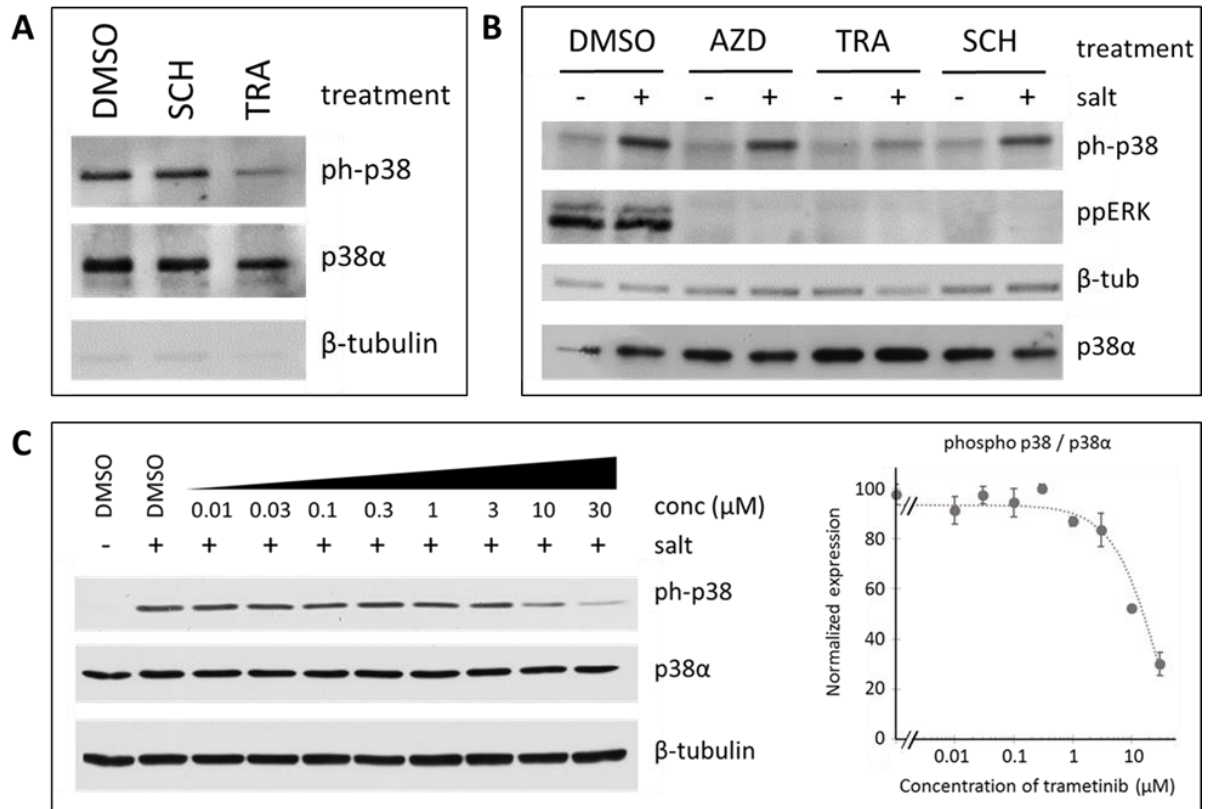 A
DMSO SCH TRA treatment
ph-p38
p38α
β-tubulin
B
DMSO AZD TRA SCH treatment
- + - + - + - + salt
ph-p38
ppERK
β-tub
p38α
C
DMSO DMSO 0.01 0.03 0.1 0.3 1 3 10 30 conc (μM)
- + + + + + + + + + salt
ph-p38
p38α
β-tubulin
phospho p38 / p38α
Normalized expression
100
80
60
40
20
0
0.01 0.1 1 10
Concentration of trametinib (μM)